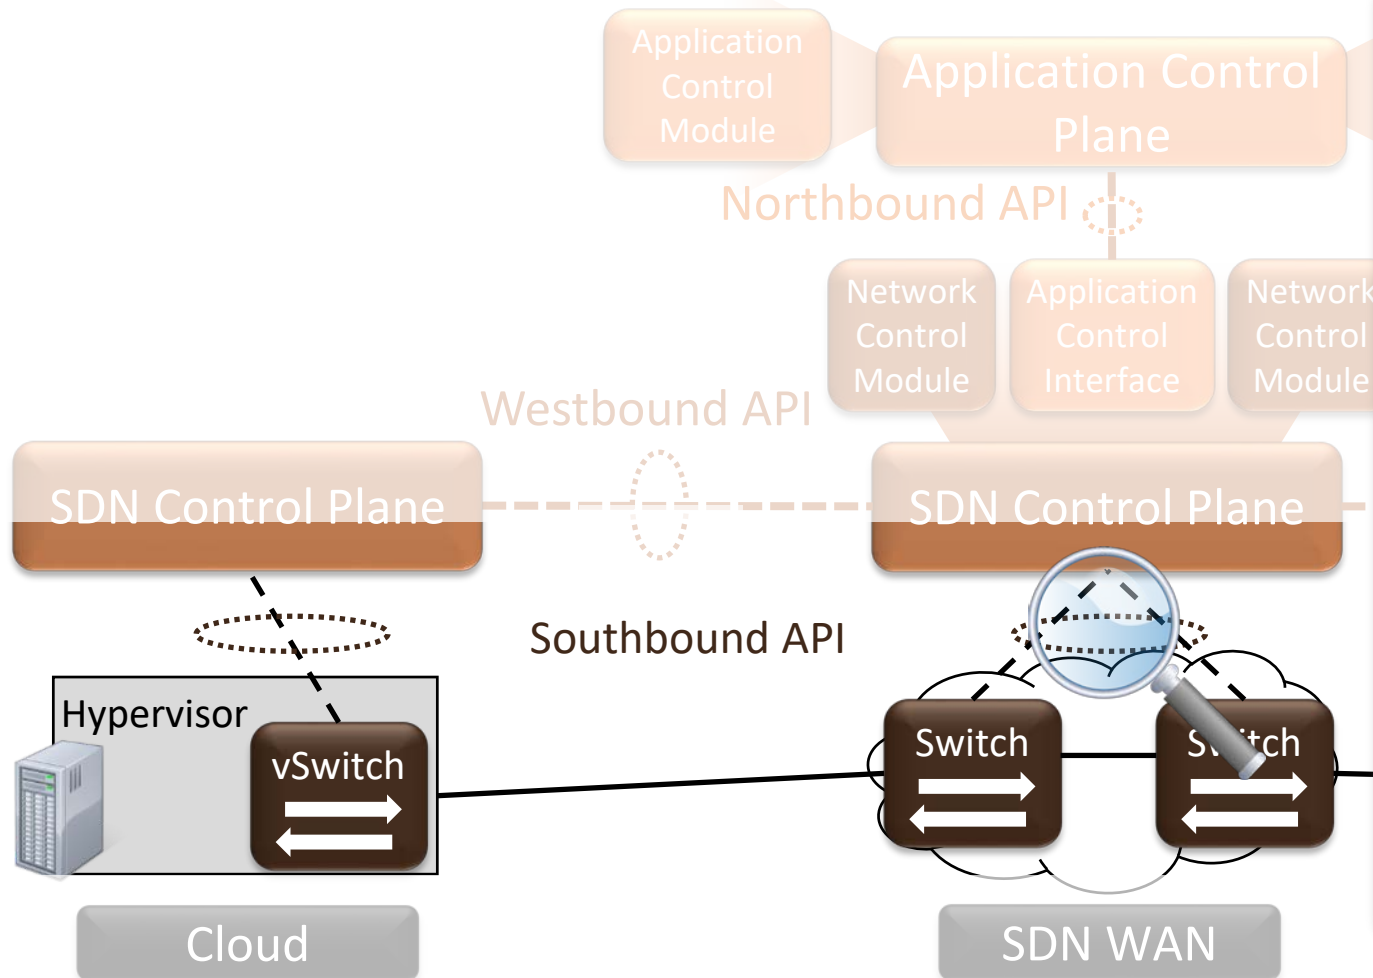 Application
Control
Module
Application Control
Plane
Northbound API
Network
Control
Module
Application
Control
Interface
Network
Control
Module
Westbound API
SDN Control Plane
SDN Control Plane
Southbound API
Hypervisor
vSwitch
Switch
Switch
Cloud
SDN WAN